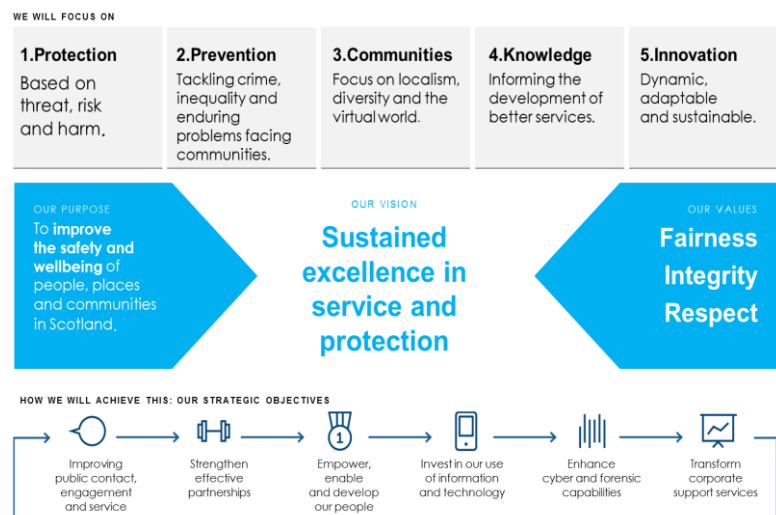 WE WILL FOCUS ON
1.Protection
Based on
threat, risk
and harm.
2.Prevention
Tackling crime,
inequality and
enduring
problems facing
communities.
3.Communities
Focus on localism,
diversity and the
virtual world.
4.Knowledge
Informing the
development of
better services.
5.Innovation
Dynamic,
adaptable
and sustainable.
OUR PURPOSE
To improve
the safety and
wellbeing of
people, places
and communities
in Scotland.
OUR VISION
Sustained
excellence in
service and
protection
OUR VALUES
Fairness
Integrity
Respect
HOW WE WILL ACHIEVE THIS: OUR STRATEGIC OBJECTIVES
Improving
public contact,
engagement
and service
Strengthen
effective
partnerships
1
Empower,
enable
and develop
our people
Invest in our use
of information
and technology
Enhance
cyber and forensic
capabilities
Transform
corporate
support services